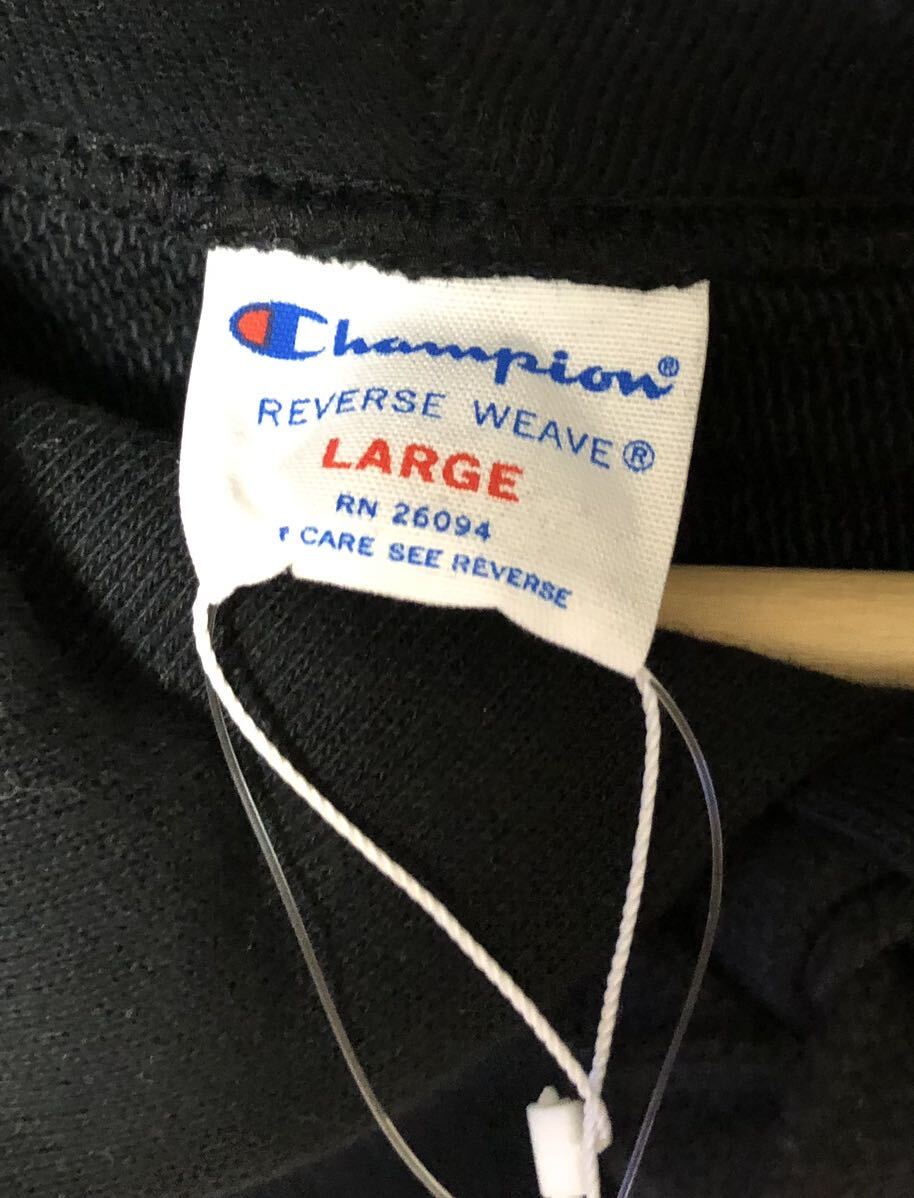 Champion®
REVERSE WEAVE®
LARGE
RN 26094
CARE SEE REVERSE